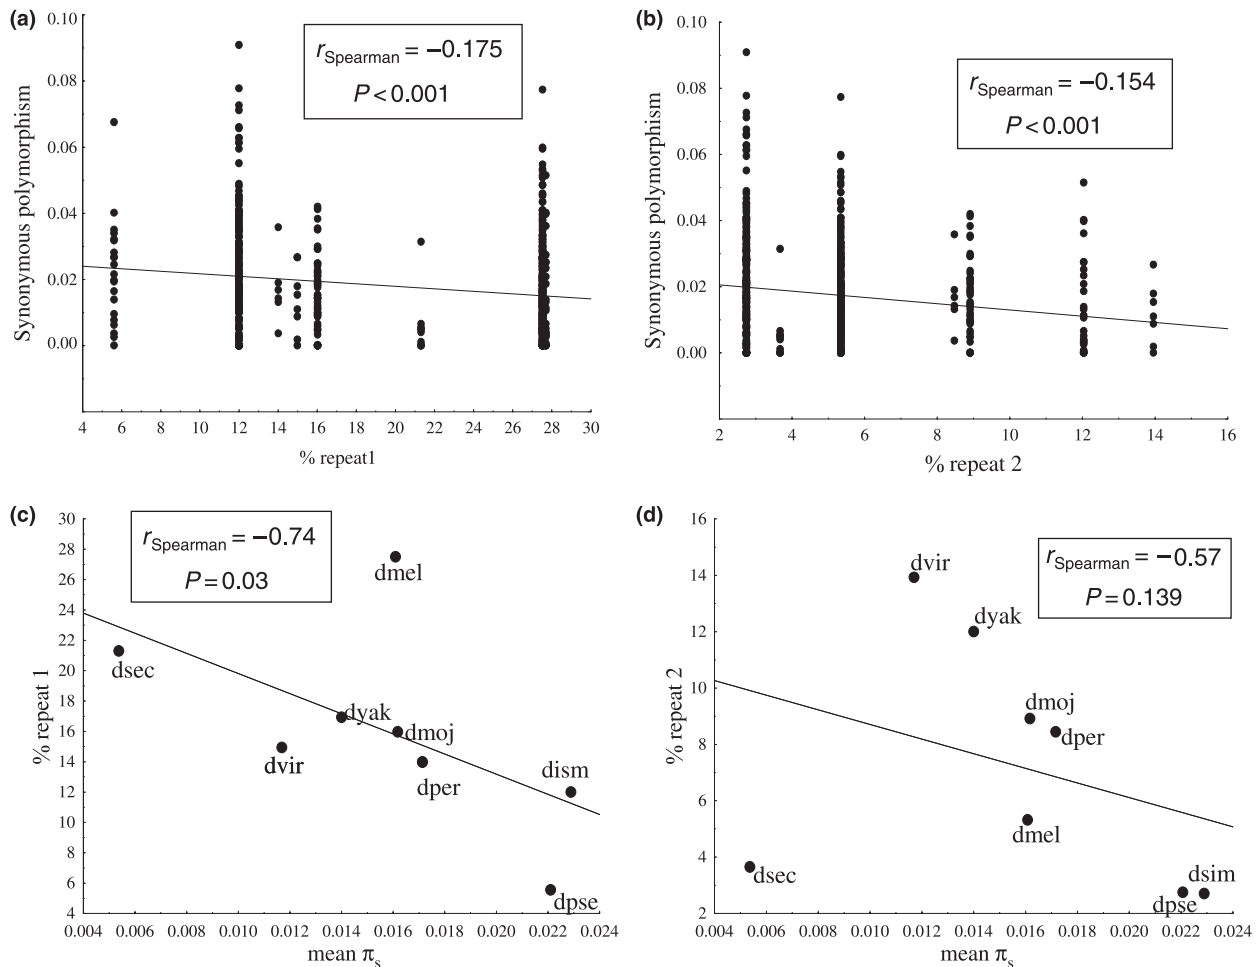 (a)
0.10
0.08
0.06
0.04
0.02
0.00
Synonymous polymorphism
rSpearman = −0.175
P < 0.001
4 6 8 10 12 14 16 18 20 22 24 26 28 30
% repeat1
(b)
0.10
0.08
0.06
0.04
0.02
0.00
Synonymous polymorphism
rSpearman = −0.154
P < 0.001
2 4 6 8 10 12 14 16
% repeat 2
(c)
30
28
26
24
22
20
18
16
14
12
10
8
6
4
% repeat 1
rSpearman = −0.74
P = 0.03
dmel
dsec
dyak
dmoj
dvir
dper
dism
dpse
0.004 0.006 0.008 0.010 0.012 0.014 0.016 0.018 0.020 0.022 0.024
mean πs
(d)
16
14
12
10
8
6
4
2
% repeat 2
rSpearman = −0.57
P = 0.139
dvir
dyak
dmoj
dper
dmel
dsec
dsim
dpse
0.004 0.006 0.008 0.010 0.012 0.014 0.016 0.018 0.020 0.022 0.024
mean πs